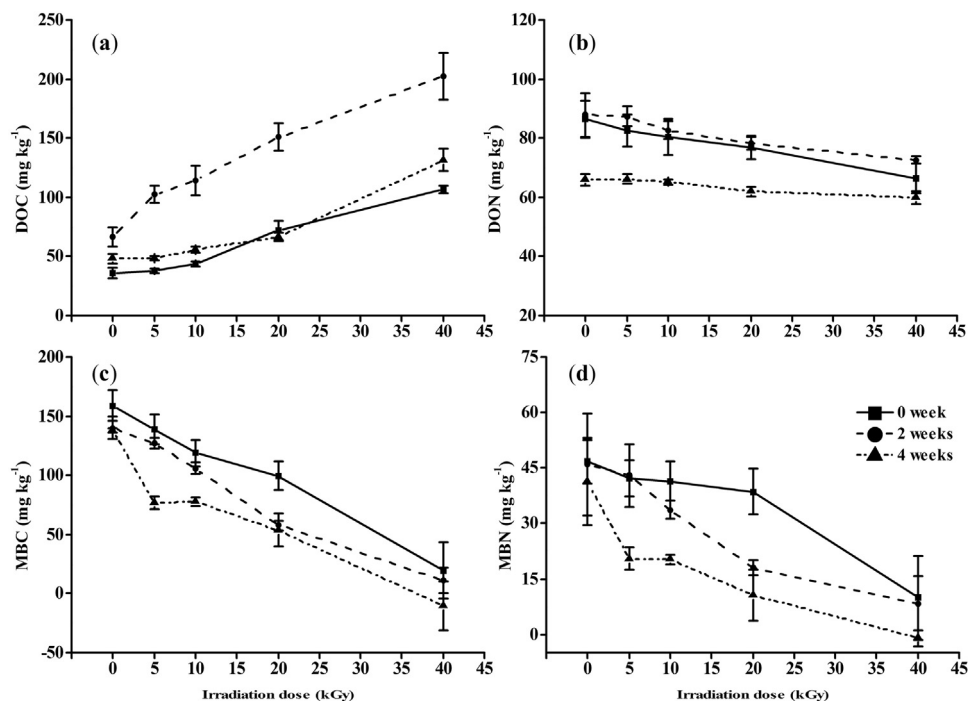 (a)
DOC (mg kg⁻¹)
250
200
150
100
50
0
0 5 10 15 20 25 30 35 40 45
(b)
DON (mg kg⁻¹)
120
100
80
60
40
20
0 5 10 15 20 25 30 35 40 45
(c)
MBC (mg kg⁻¹)
200
150
100
50
0
-50
0 5 10 15 20 25 30 35 40 45
Irradiation dose (kGy)
(d)
MBN (mg kg⁻¹)
75
60
45
30
15
0
0 week
2 weeks
4 weeks
0 5 10 15 20 25 30 35 40 45
Irradiation dose (kGy)